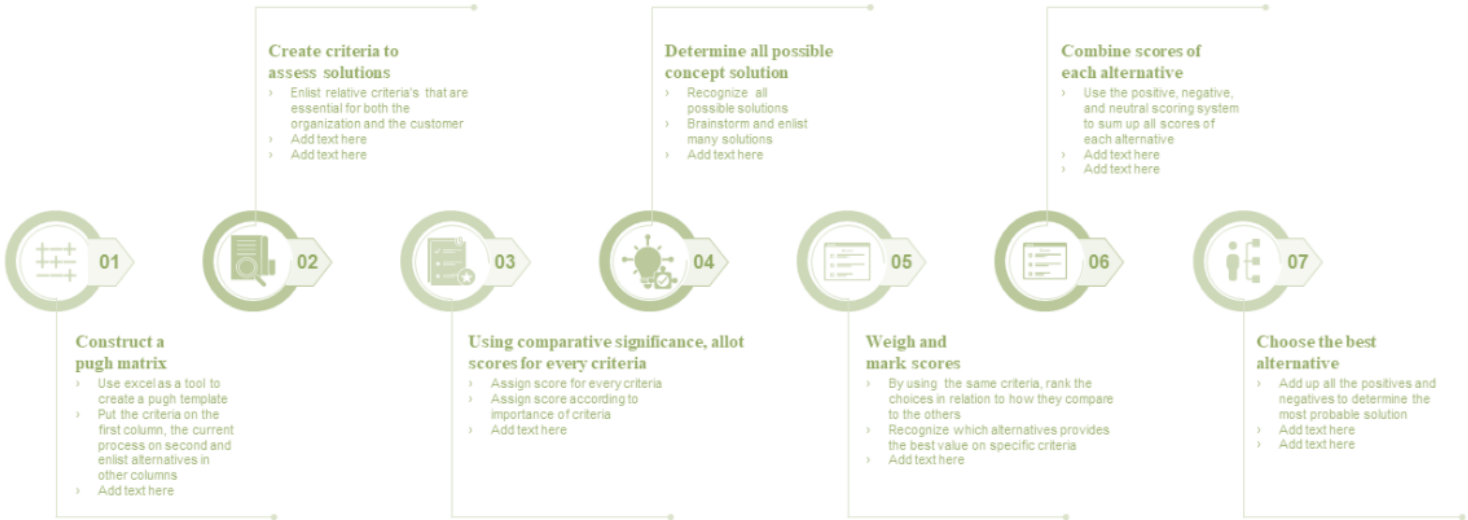 01
Construct a
pugh matrix
› Use excel as a tool to
create a pugh template
› Put the criteria on the
first column, the current
process on second and
enlist alternatives in
other columns
› Add text here
02
Create criteria to
assess solutions
› Enlist relative criteria's that are
essential for both the
organization and the customer
› Add text here
› Add text here
03
Using comparative significance, allot
scores for every criteria
› Assign score for every criteria
› Assign score according to
importance of criteria
› Add text here
04
Determine all possible
concept solution
› Recognize all
possible solutions
› Brainstorm and enlist
many solutions
› Add text here
05
Weigh and
mark scores
› By using the same criteria, rank the
choices in relation to how they compare
to the others
› Recognize which alternatives provides
the best value on specific criteria
› Add text here
06
Combine scores of
each alternative
› Use the positive, negative,
and neutral scoring system
to sum up all scores of
each alternative
› Add text here
› Add text here
07
Choose the best
alternative
› Add up all the positives and
negatives to determine the
most probable solution
› Add text here
› Add text here